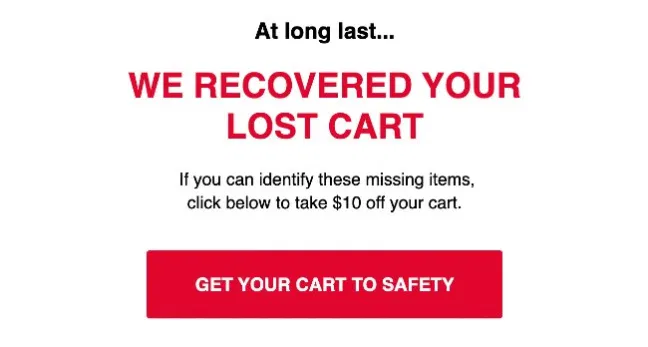 At long last...
WE RECOVERED YOUR
LOST CART
If you can identify these missing items,
click below to take $10 off your cart.
GET YOUR CART TO SAFETY